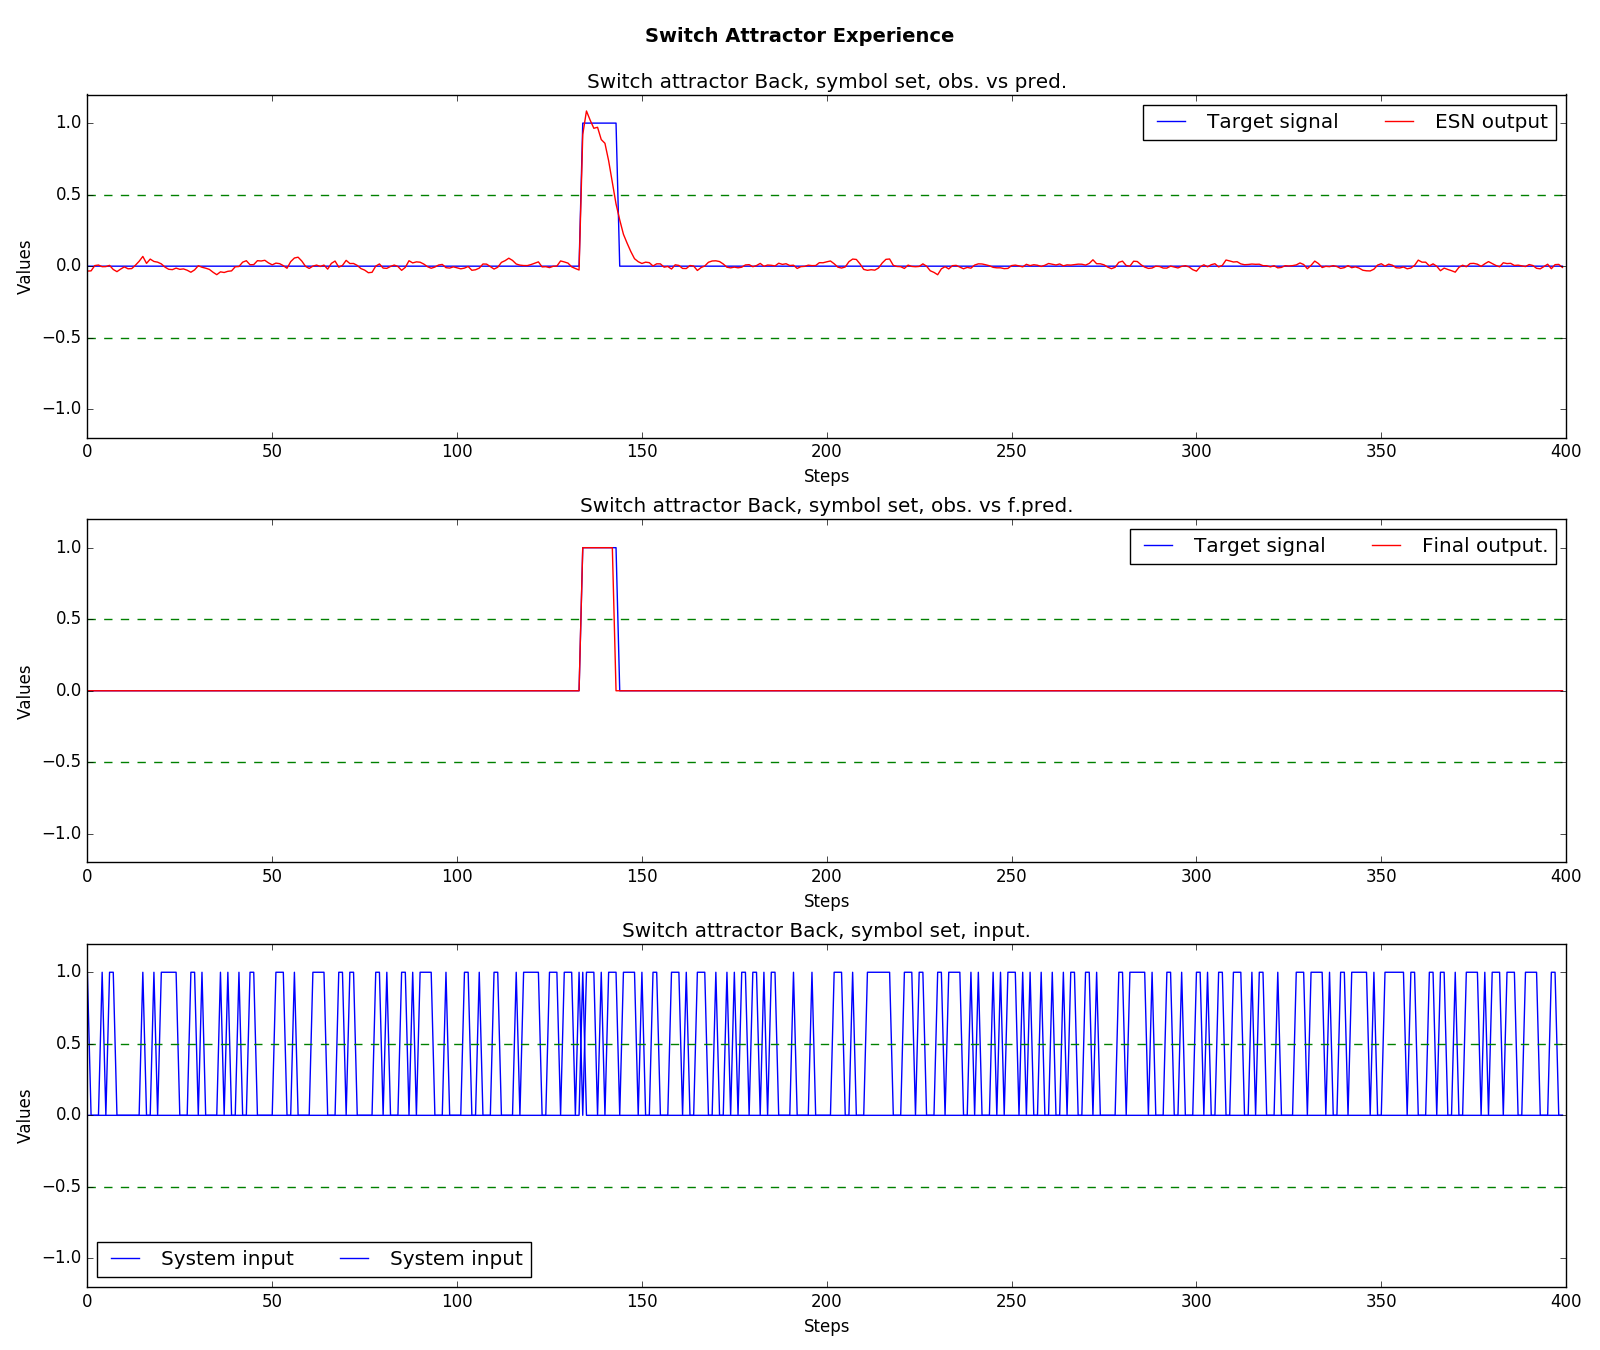 Switch Attractor Experience
Switch attractor Back, symbol set, obs. vs pred.
Target signal ESN output
1.0
0.5
0.0
−0.5
−1.0
Values
0 50 100 150 200 250 300 350 400
Steps
Switch attractor Back, symbol set, obs. vs f.pred.
Target signal Final output.
1.0
0.5
0.0
−0.5
−1.0
Values
0 50 100 150 200 250 300 350 400
Steps
Switch attractor Back, symbol set, input.
1.0
0.5
0.0
−0.5
−1.0
Values
System input System input
0 50 100 150 200 250 300 350 400
Steps